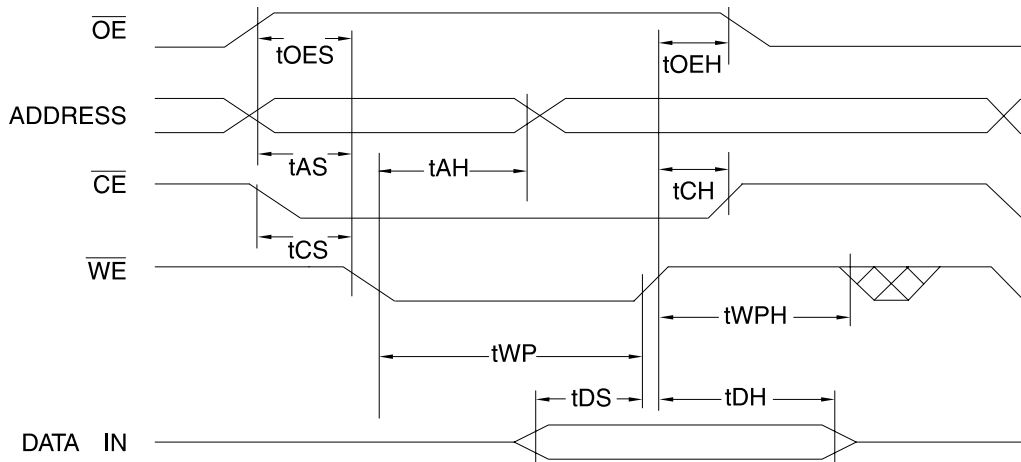 OE
tOES
tOEH
ADDRESS
tAS
tAH
CE
tCH
tCS
WE
tWPH
tWP
tDS
tDH
DATA IN